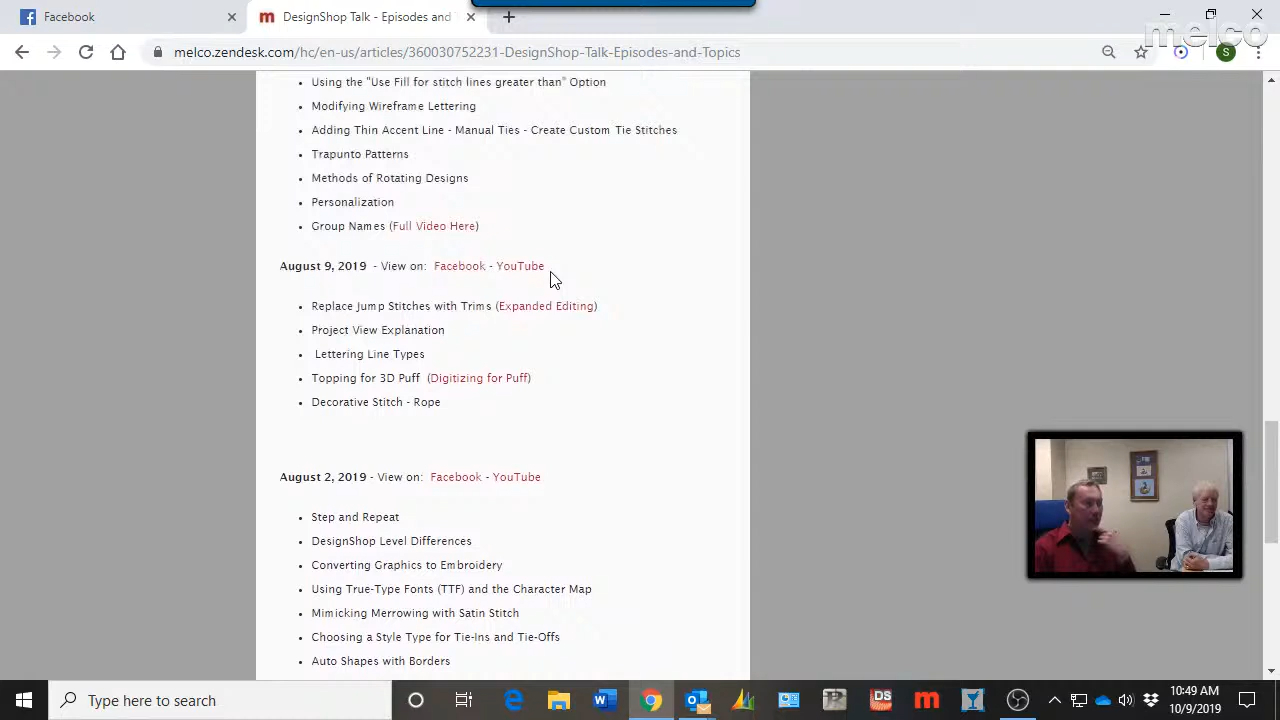 Facebook
DesignShop Talk - Episodes and
melco
melco.zendesk.com/hc/en-us/articles/360030752231-DesignShop-Talk-Episodes-and-Topics
S
Using the "Use Fill for stitch lines greater than" Option
Modifying Wireframe Lettering
Adding Thin Accent Line - Manual Ties - Create Custom Tie Stitches
Trapunto Patterns
Methods of Rotating Designs
Personalization
Group Names (Full Video Here)
August 9, 2019 - View on: Facebook - YouTube
Replace Jump Stitches with Trims (Expanded Editing)
Project View Explanation
Lettering Line Types
Topping for 3D Puff (Digitizing for Puff)
Decorative Stitch - Rope
August 2, 2019 - View on: Facebook - YouTube
Step and Repeat
DesignShop Level Differences
Converting Graphics to Embroidery
Using True-Type Fonts (TTF) and the Character Map
Mimicking Merrowing with Satin Stitch
Choosing a Style Type for Tie-Ins and Tie-Offs
Auto Shapes with Borders
Type here to search
DS
10:49 AM
10/9/2019